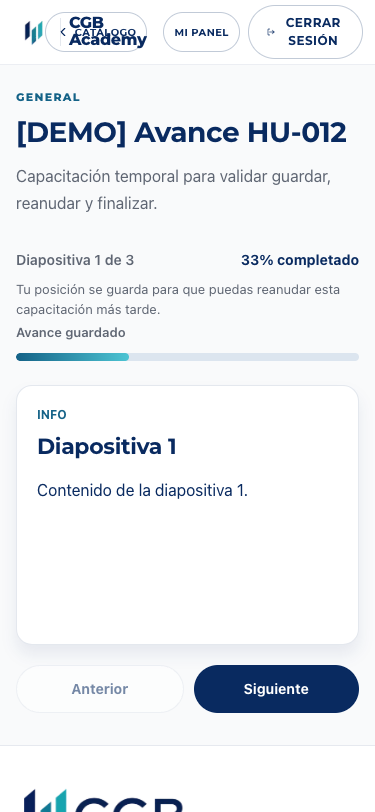 CGB
Academy
CATÁLOGO
MI PANEL
CERRAR
SESIÓN
GENERAL
[DEMO] Avance HU-012
Capacitación temporal para validar guardar,
reanudar y finalizar.
Diapositiva 1 de 3
33% completado
Tu posición se guarda para que puedas reanudar esta
capacitación más tarde.
Avance guardado
INFO
Diapositiva 1
Contenido de la diapositiva 1.
Anterior
Siguiente
CGB